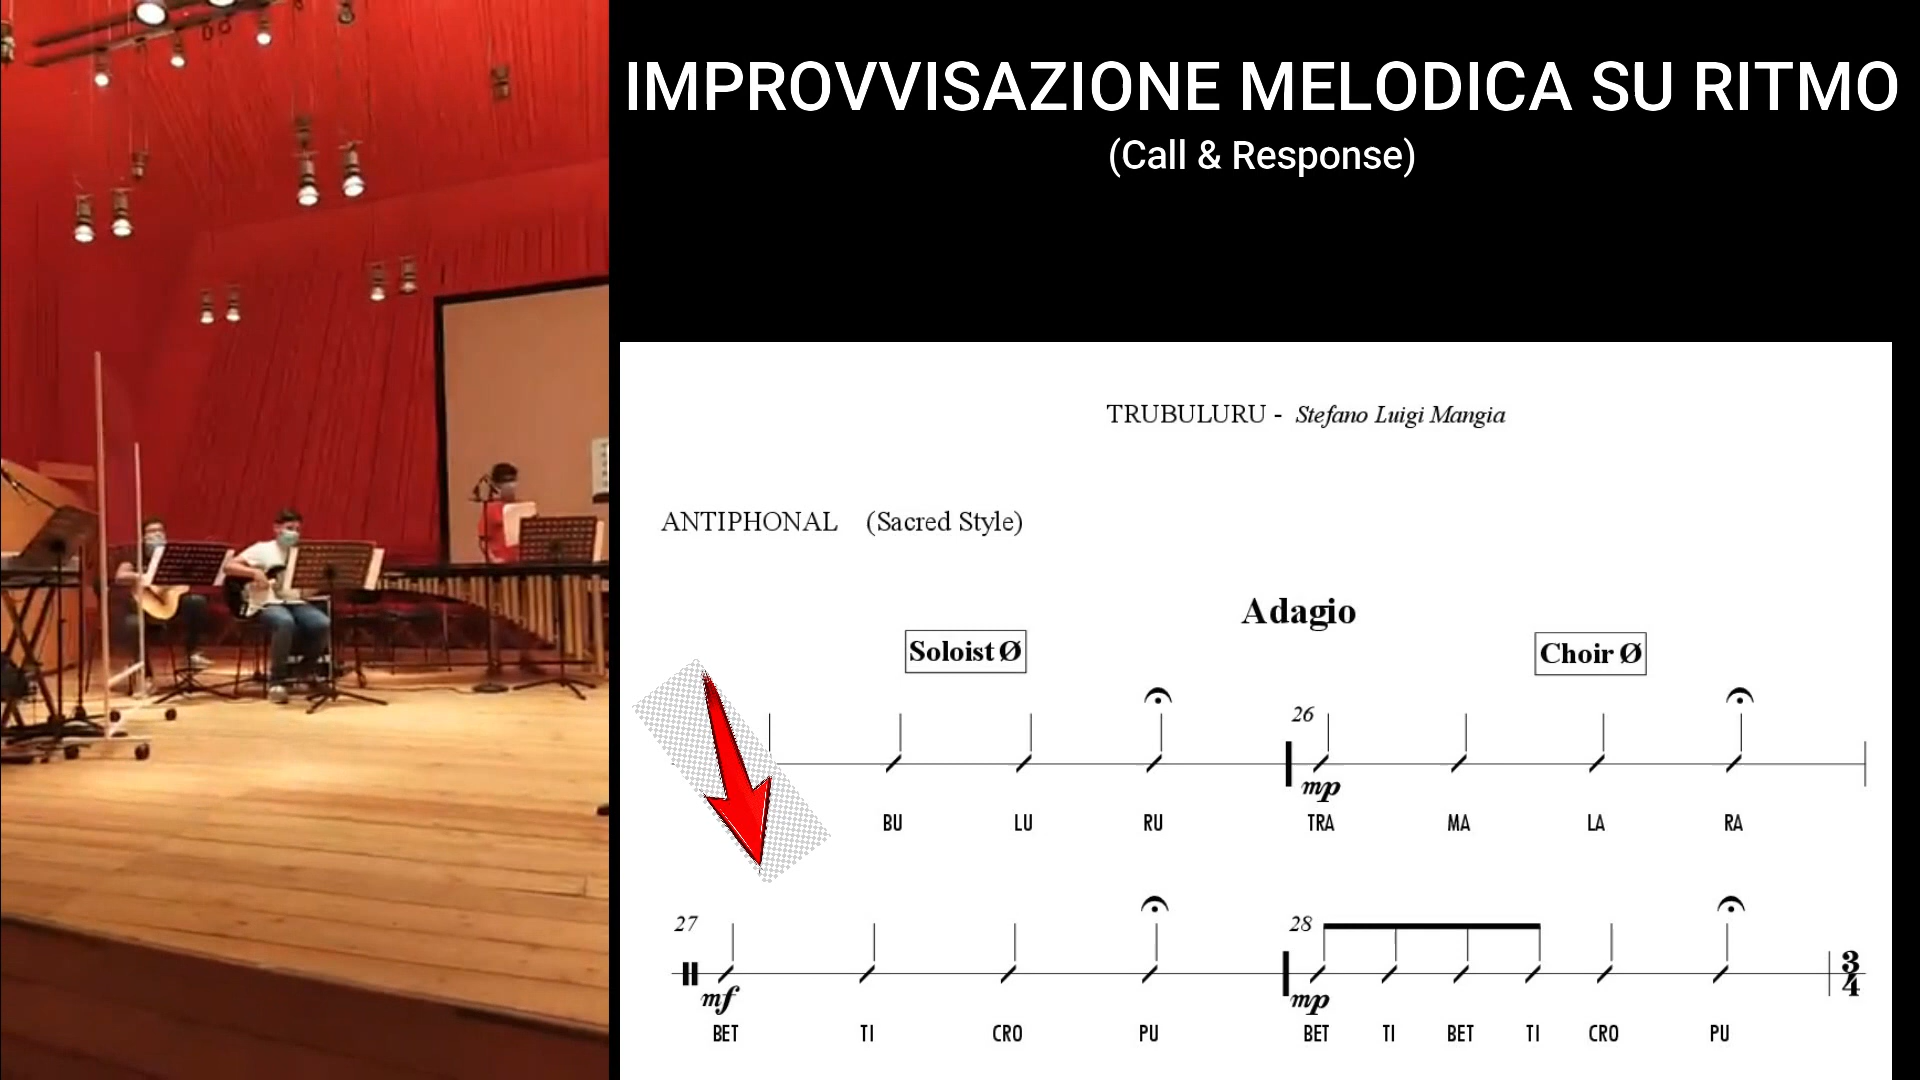 IMPROVVISAZIONE MELODICA SU RITMO
(Call & Response)
TRUBULURU - Stefano Luigi Mangia
ANTIPHONAL (Sacred Style)
Adagio
Soloist Ø
Choir Ø
26
mp
BU LU RU TRA MA LA RA
27
28
3
4
mf
mp
BET TI CRO PU BET TI BET TI CRO PU